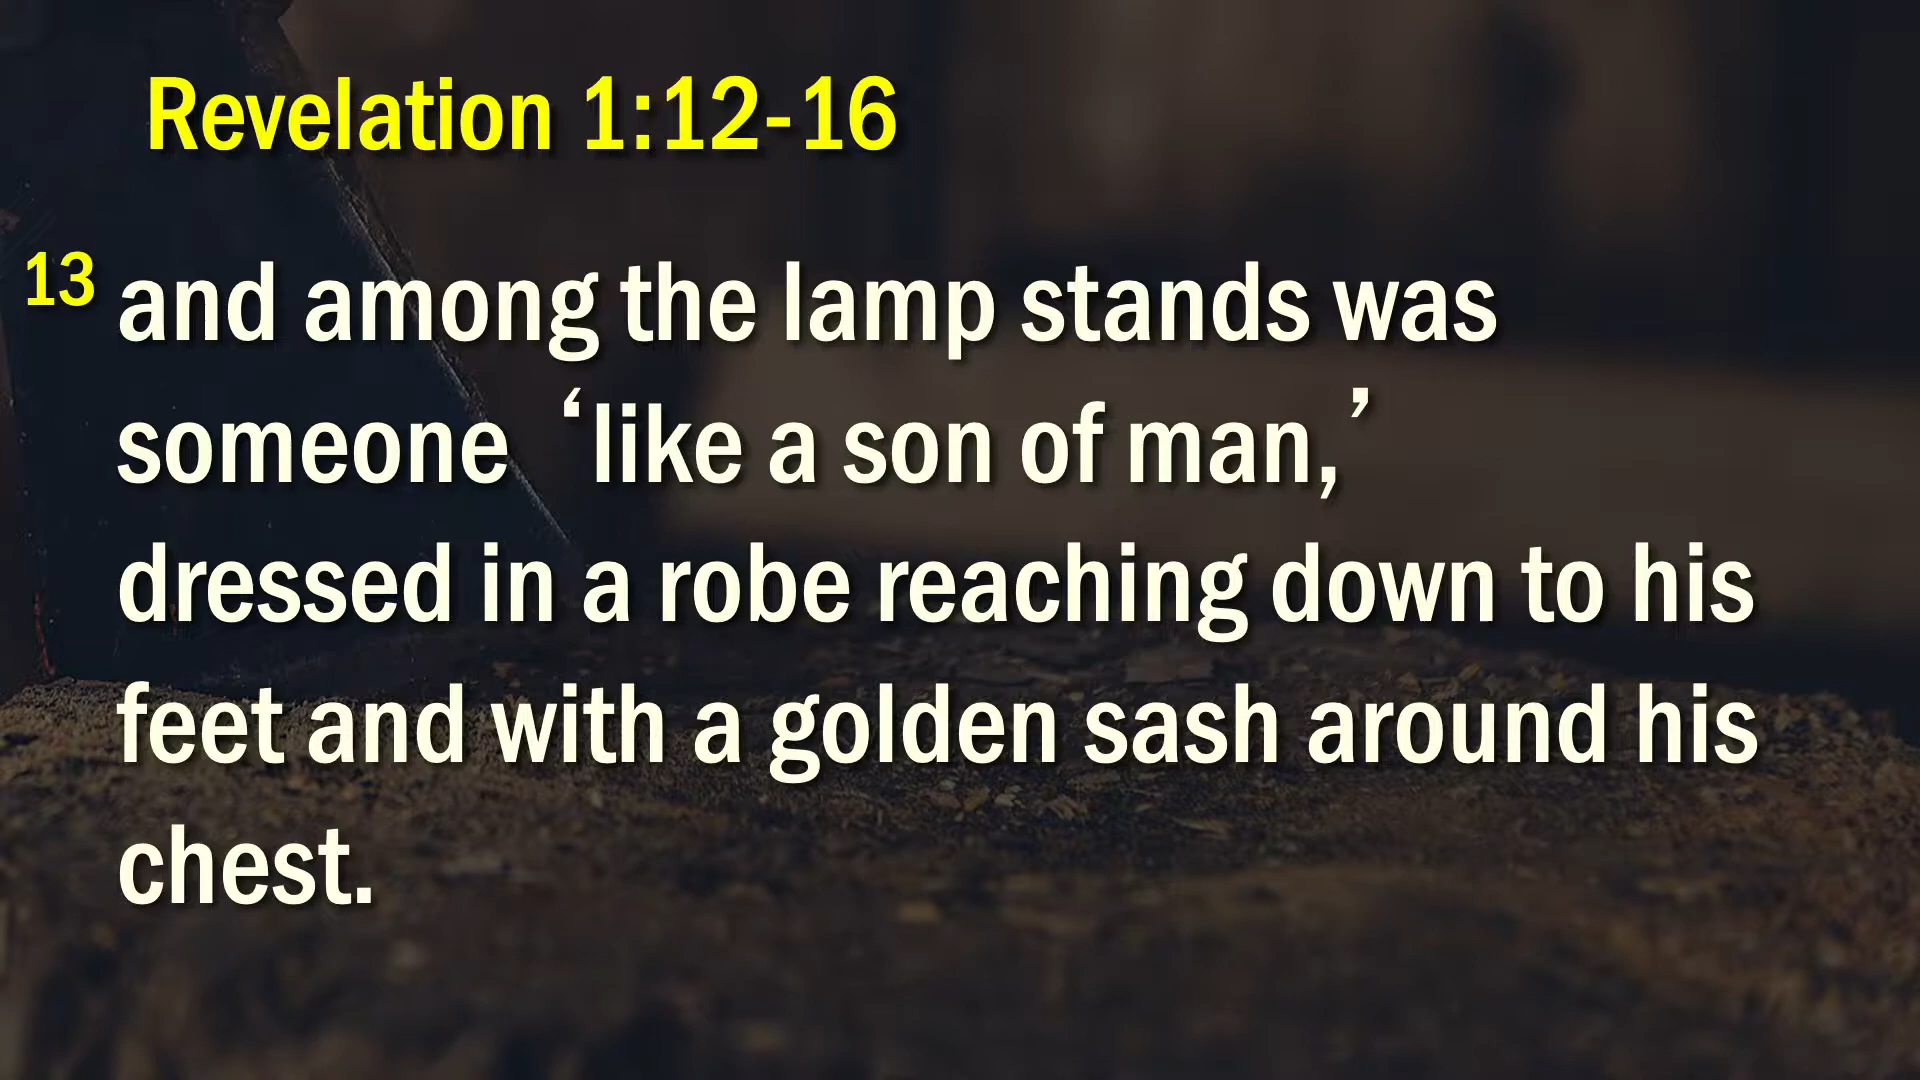 Revelation 1:12-16
13 and among the lamp stands was
someone ‘like a son of man,’
dressed in a robe reaching down to his
feet and with a golden sash around his
chest.